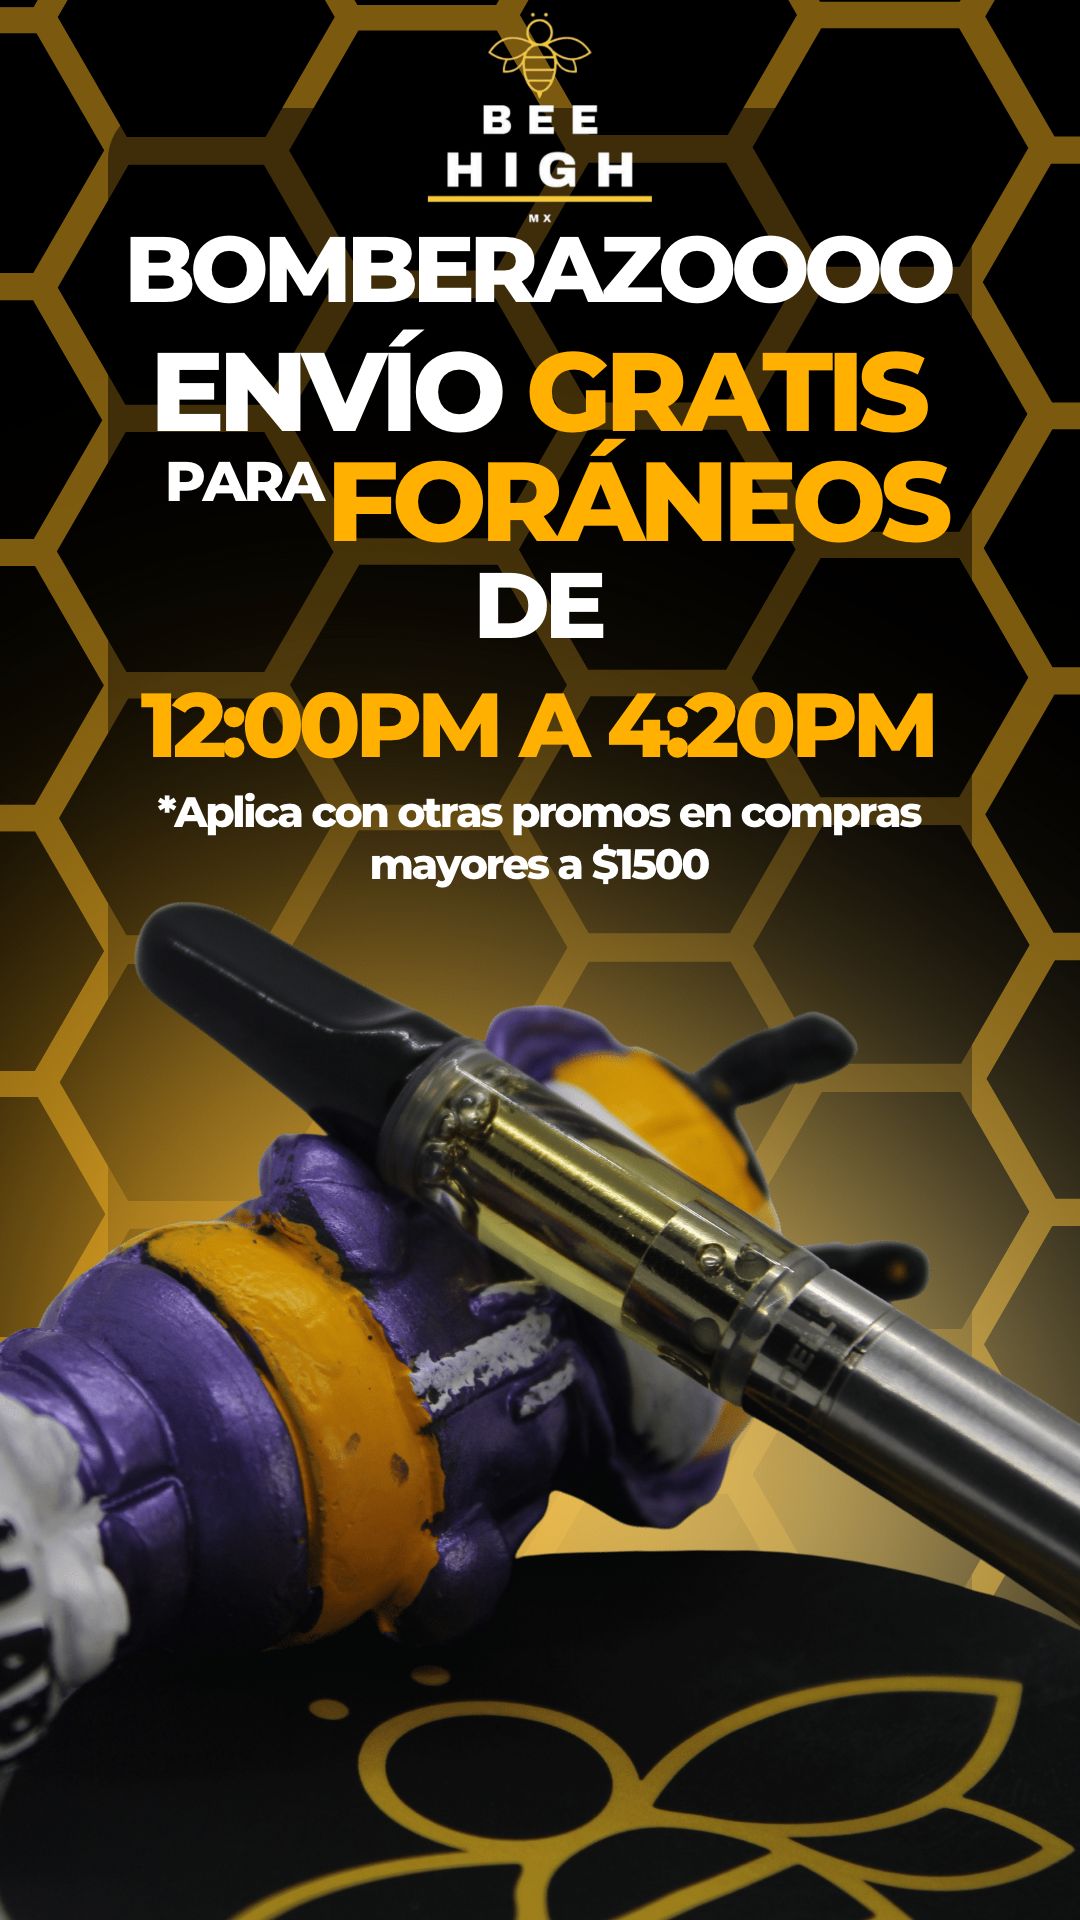 BEE
HIGH
MX
BOMBERAZOOOO
ENVÍO GRATIS
PARA FORÁNEOS
DE
12:00PM A 4:20PM
*Aplica con otras promos en compras
mayores a $1500